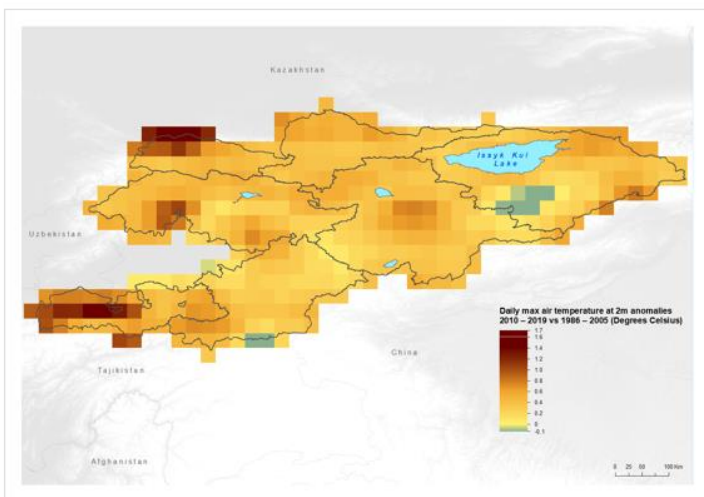 Kazakhstan
Issyk Kul
Lake
Uzbekistan
Daily max air temperature at 2m anomalies
2010 – 2019 vs 1986 – 2005 (Degrees Celsius)
1.7
1.6
1.4
1.2
1.0
0.8
0.6
0.4
0.2
0
-0.1
China
Tajikistan
Afghanistan
0 25 50 100 Km